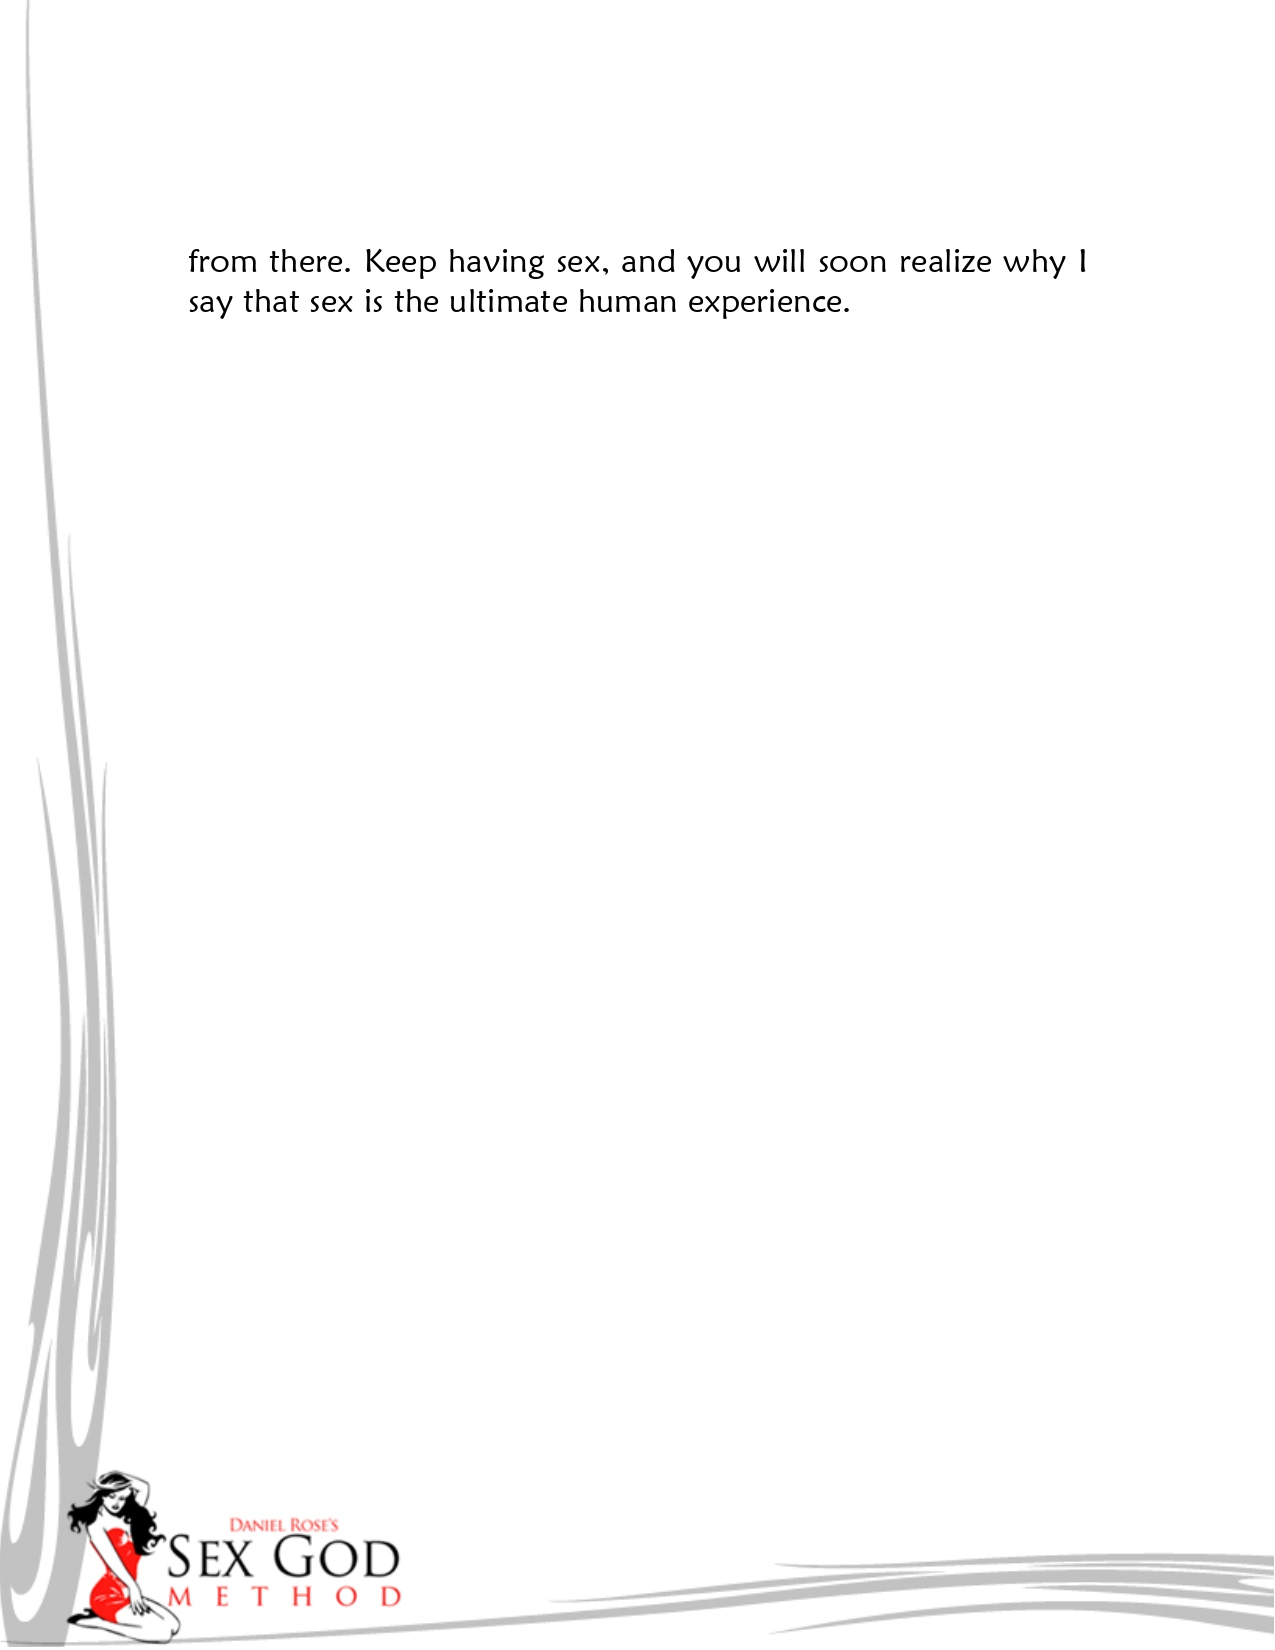 from there. Keep having sex, and you will soon realize why I
say that sex is the ultimate human experience.
DANIEL ROSE'S
SEX GOD
METHOD